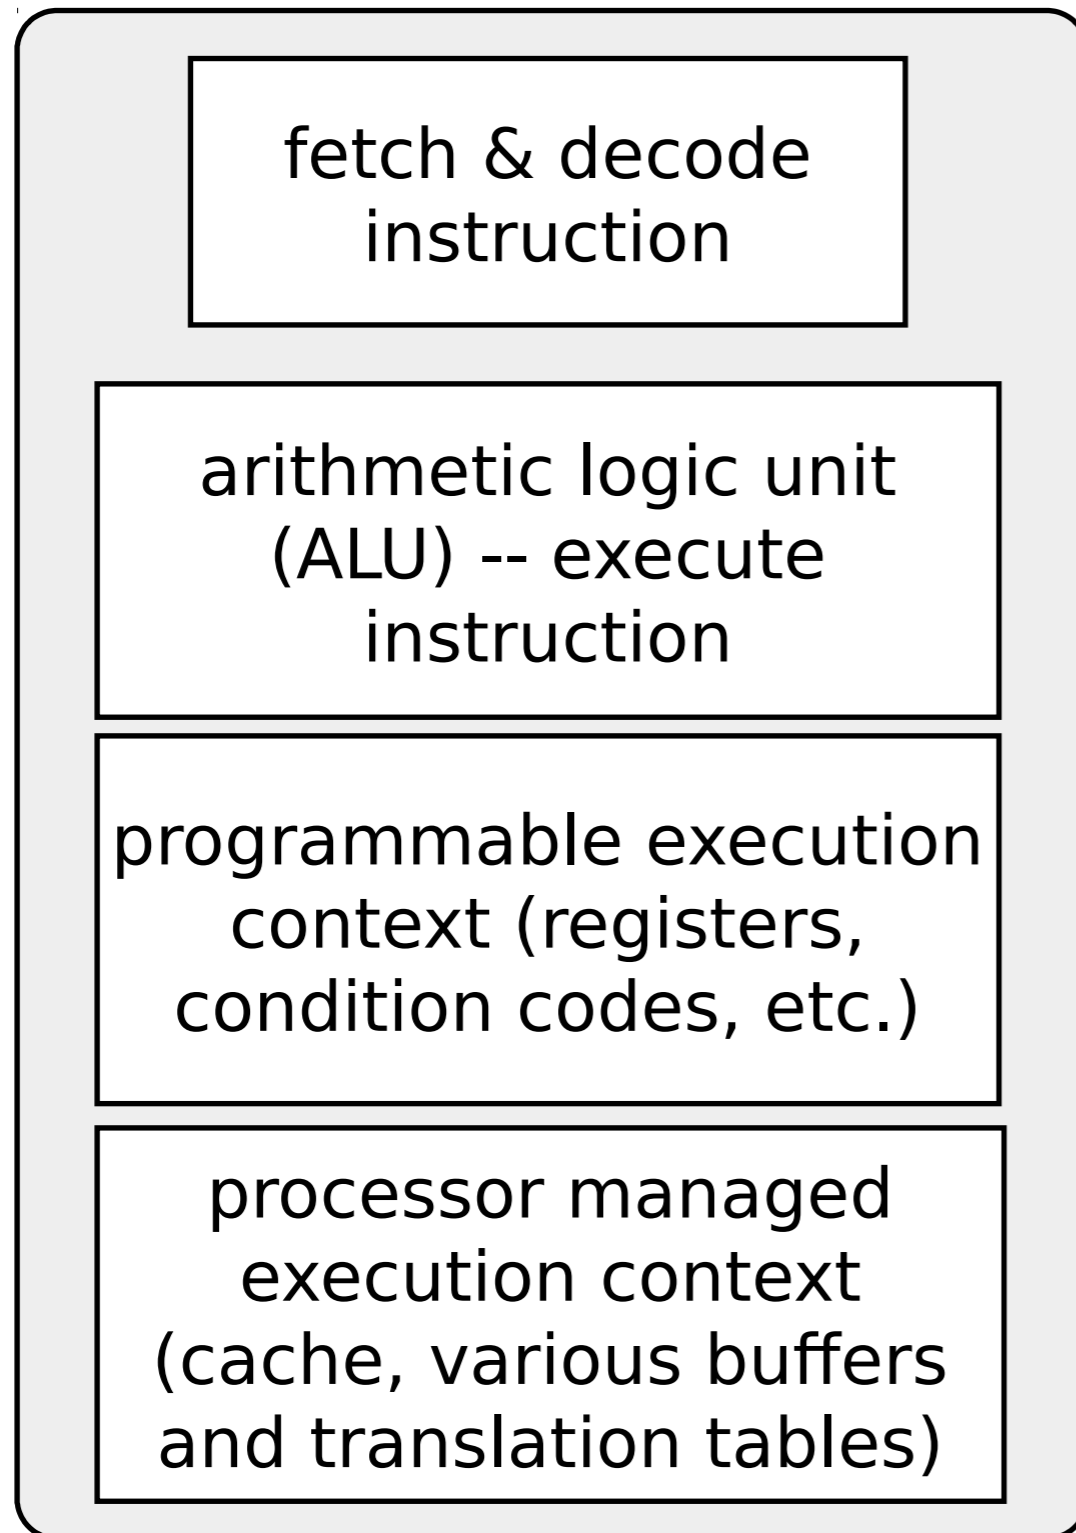 fetch & decode
instruction
arithmetic logic unit
(ALU) -- execute
instruction
programmable execution
context (registers,
condition codes, etc.)
processor managed
execution context
(cache, various buffers
and translation tables)